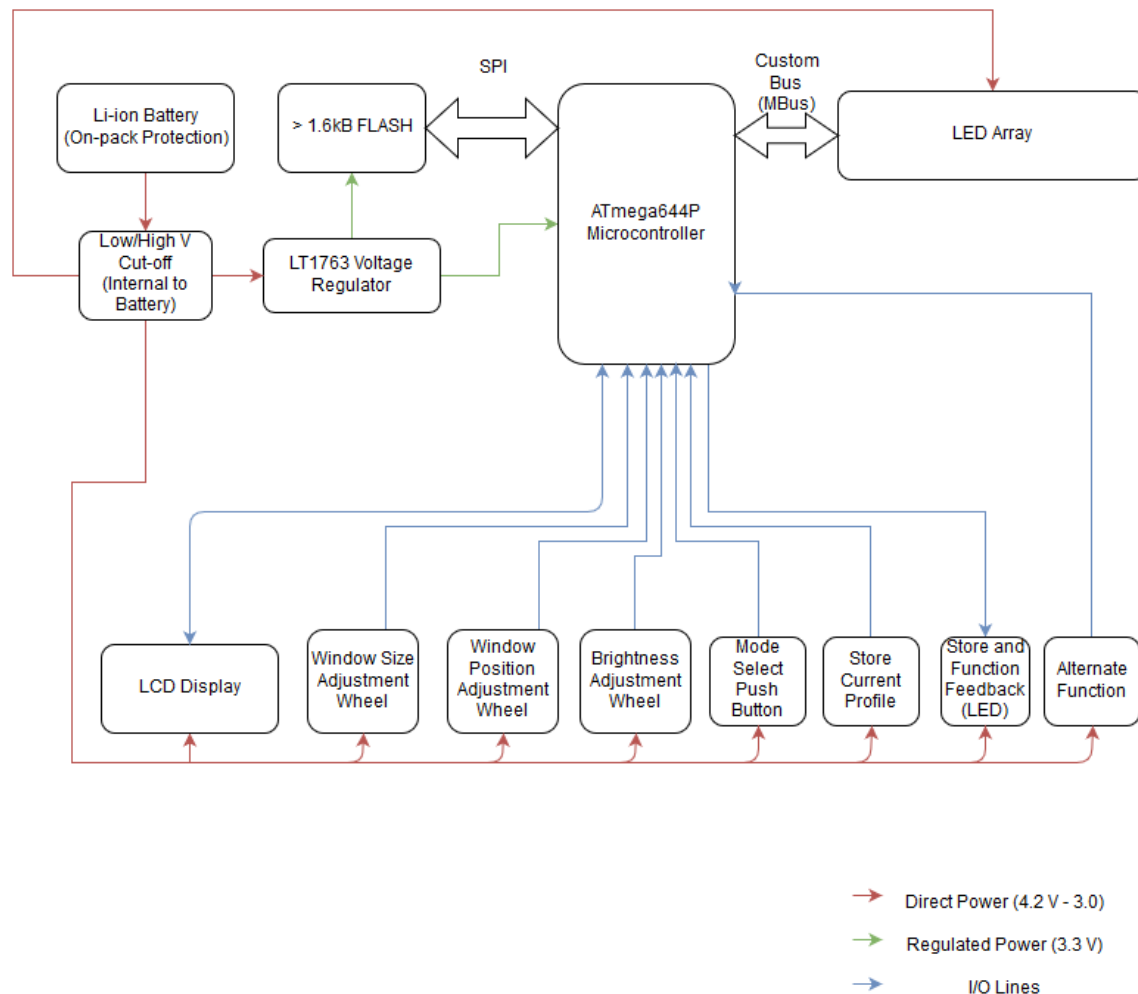 SPI
Custom
Bus
(MBus)
Li-ion Battery
(On-pack Protection)
> 1.6kB FLASH
ATmega644P
Microcontroller
LED Array
Low/High V
Cut-off
(Internal to
Battery)
LT1763 Voltage
Regulator
LCD Display
Window Size
Adjustment
Wheel
Window
Position
Adjustment
Wheel
Brightness
Adjustment
Wheel
Mode
Select
Push
Button
Store
Current
Profile
Store and
Function
Feedback
(LED)
Alternate
Function
Direct Power (4.2 V - 3.0)
Regulated Power (3.3 V)
I/O Lines